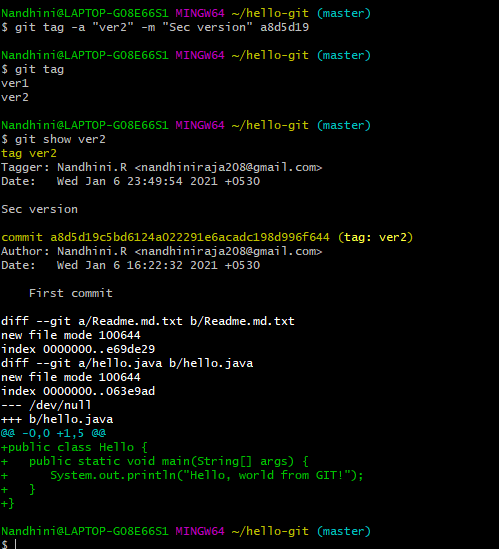 Nandhini@LAPTOP-GO8E66S1 MINGW64 ~/hello-git (master)
$ git tag -a "ver2" -m "Sec version" a8d5d19
Nandhini@LAPTOP-GO8E66S1 MINGW64 ~/hello-git (master)
$ git tag
ver1
ver2
Nandhini@LAPTOP-GO8E66S1 MINGW64 ~/hello-git (master)
$ git show ver2
tag ver2
Tagger: Nandhini.R <nandhiniraja208@gmail.com>
Date:   Wed Jan 6 23:49:54 2021 +0530
Sec version
commit a8d5d19c5bd6124a022291e6acadc198d996f644 (tag: ver2)
Author: Nandhini.R <nandhiniraja208@gmail.com>
Date:   Wed Jan 6 16:22:32 2021 +0530
    First commit
diff --git a/Readme.md.txt b/Readme.md.txt
new file mode 100644
index 0000000..e69de29
diff --git a/hello.java b/hello.java
new file mode 100644
index 0000000..063e9ad
--- /dev/null
+++ b/hello.java
@@ -0,0 +1,5 @@
+public class Hello {
+   public static void main(String[] args) {
+      System.out.println("Hello, world from GIT!");
+   }
+}
Nandhini@LAPTOP-GO8E66S1 MINGW64 ~/hello-git (master)
$